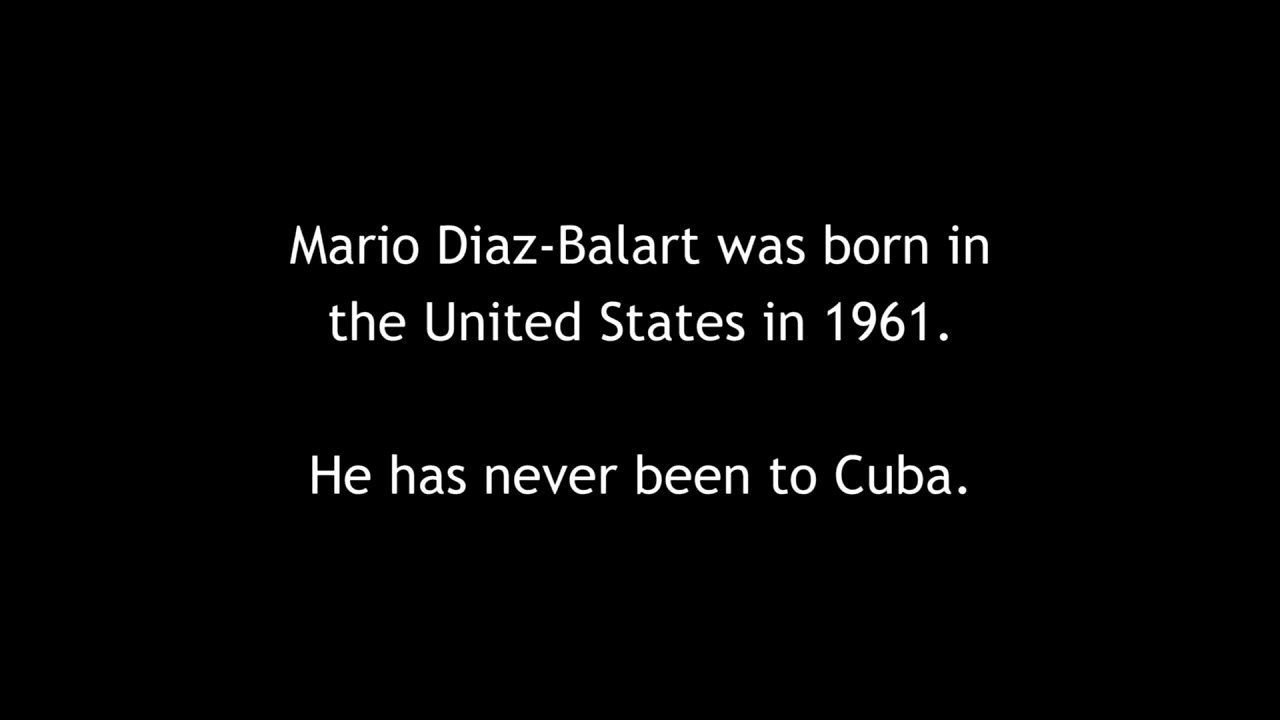 Mario Diaz-Balart was born in
the United States in 1961.
He has never been to Cuba.